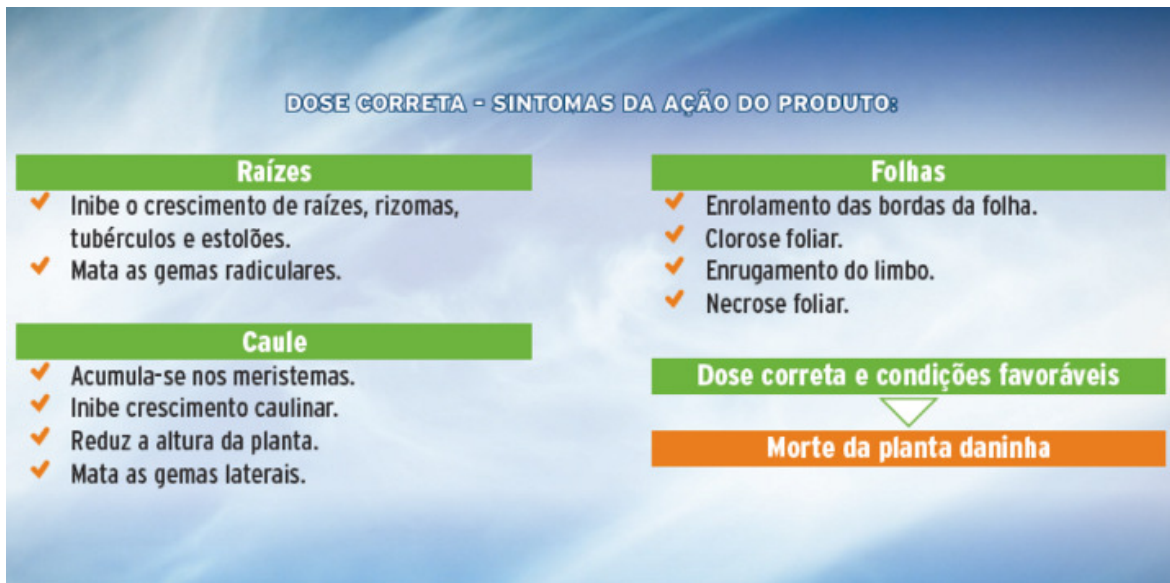 DOSE CORRETA - SINTOMAS DA AÇÃO DO PRODUTO:
Raízes
Inibe o crescimento de raízes, rizomas,
tubérculos e estolões.
Mata as gemas radiculares.
Caule
Acumula-se nos meristemas.
Inibe crescimento caulinar.
Reduz a altura da planta.
Mata as gemas laterais.
Folhas
Enrolamento das bordas da folha.
Clorose foliar.
Enrugamento do limbo.
Necrose foliar.
Dose correta e condições favoráveis
Morte da planta daninha